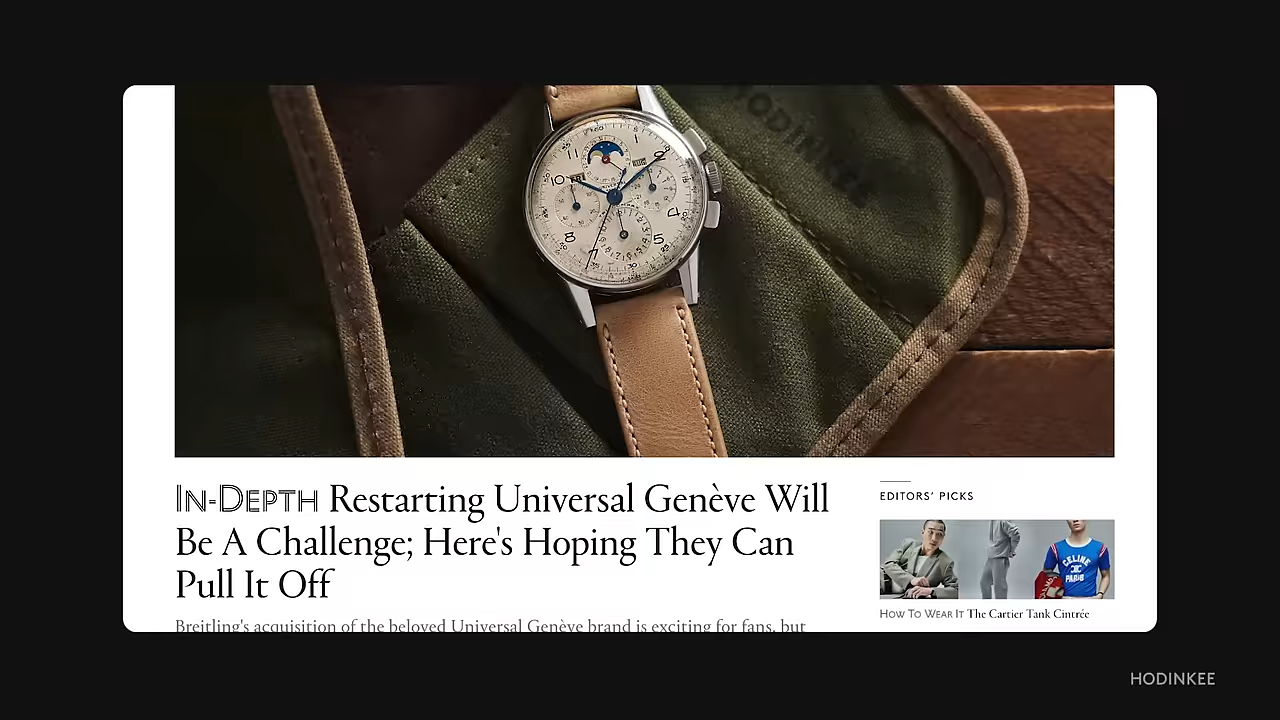 HODINKEE
IN-DEPTH Restarting Universal Genève Will
Be A Challenge; Here's Hoping They Can
Pull It Off
Breitling's acquisition of the beloved Universal Genève brand is exciting for fans, but
EDITORS' PICKS
CELINE
PARIS
HOW TO WEAR IT The Cartier Tank Cintrée
HODINKEE